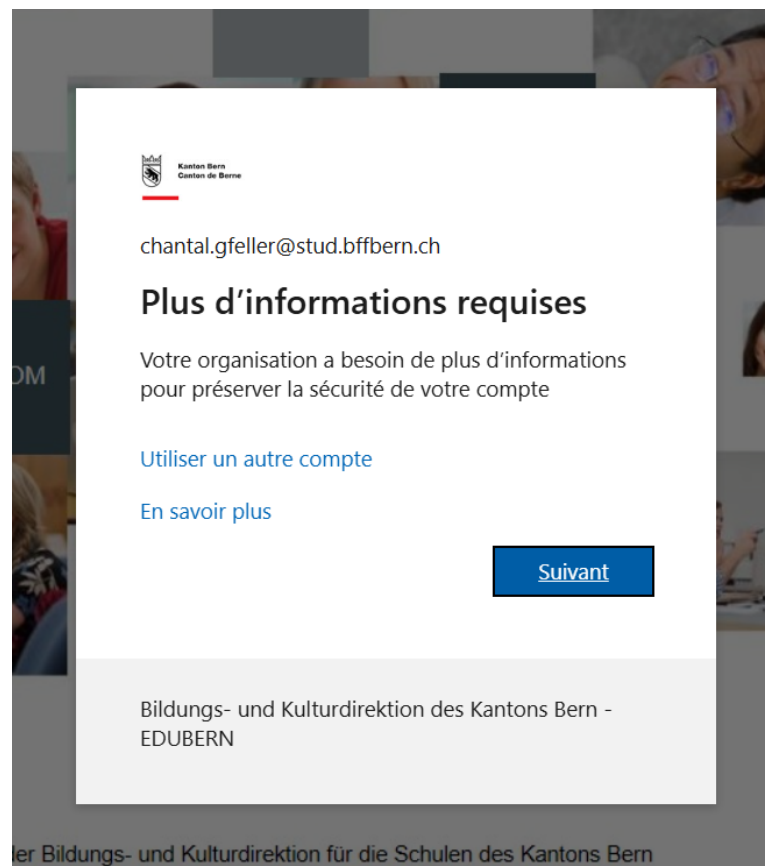 Kanton Bern
Canton de Berne
chantal.gfeller@stud.bffbern.ch
Plus d’informations requises
Votre organisation a besoin de plus d’informations
pour préserver la sécurité de votre compte
OM
Utiliser un autre compte
En savoir plus
Suivant
Bildungs- und Kulturdirektion des Kantons Bern -
EDUBERN
der Bildungs- und Kulturdirektion für die Schulen des Kantons Bern